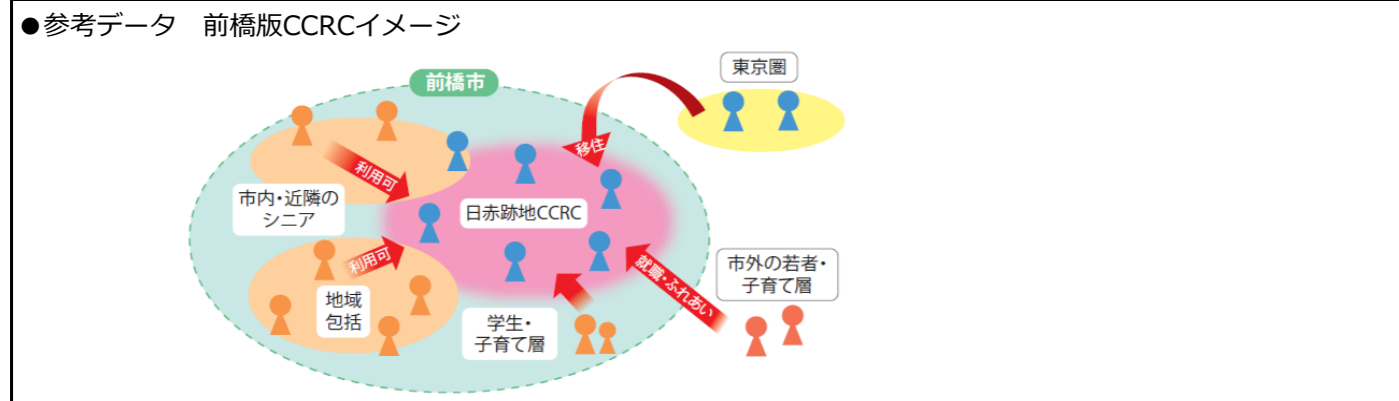 ●参考データ　前橋版CCRCイメージ
前橋市
東京圏
移住
利用可
市内・近隣の
シニア
日赤跡地CCRC
利用可
地域
包括
就職・ふれあい
市外の若者・
子育て層
学生・
子育て層